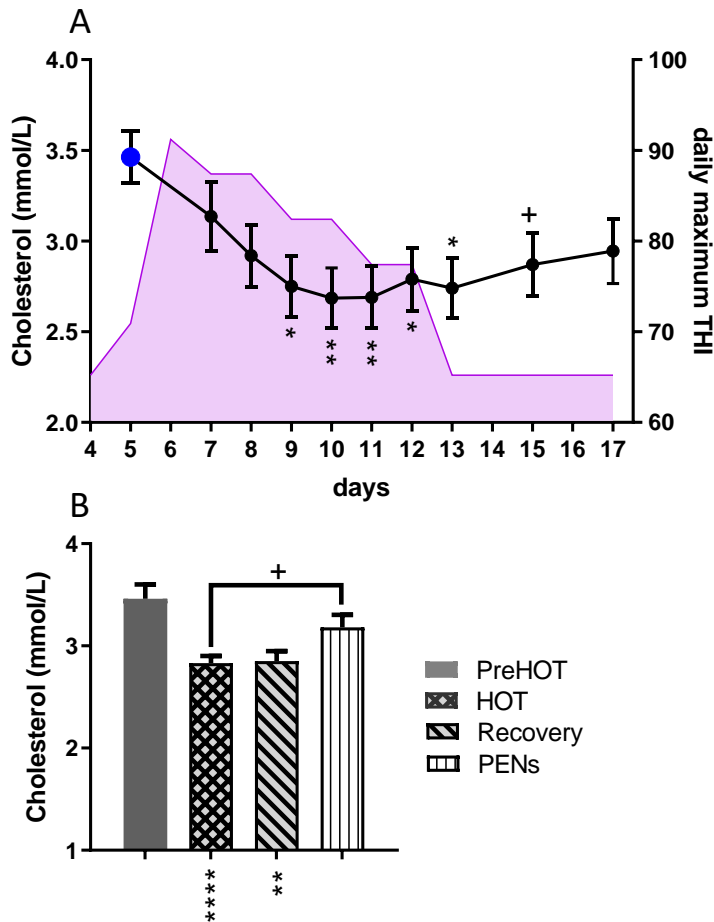 A
Cholesterol (mmol/L)
4.0
3.5
3.0
2.5
2.0
100
90
80
70
60
daily maximum THI
+
*
*
**
**
*
4 5 6 7 8 9 10 11 12 13 14 15 16 17
days
B
Cholesterol (mmol/L)
4
3
2
1
+
****
**
PreHOT
HOT
Recovery
PENs